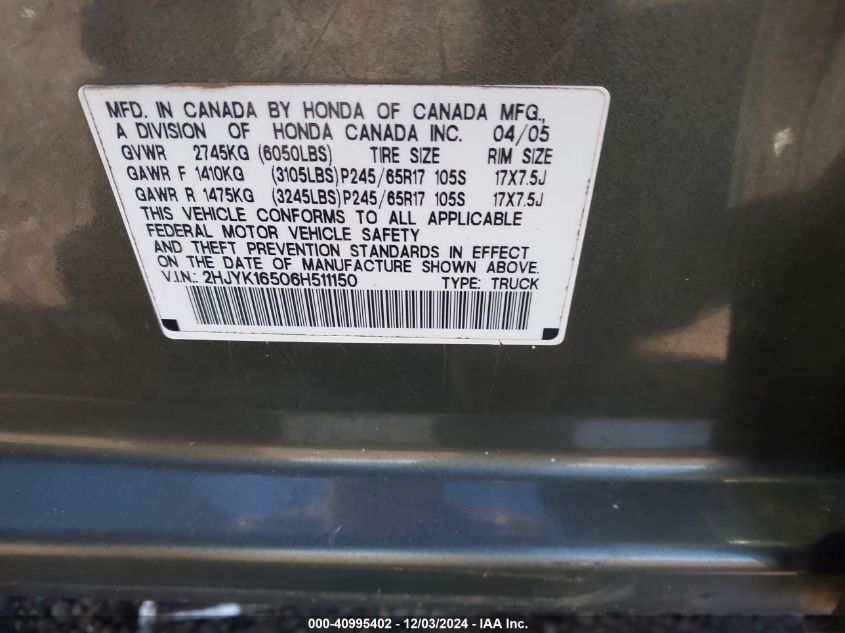 MFD. IN CANADA BY HONDA OF CANADA MFG.,
A DIVISION OF HONDA CANADA INC. 04/05
GVWR 2745KG (6050LBS) TIRE SIZE RIM SIZE
GAWR F 1410KG (3105LBS) P245/65R17 105S 17X7.5J
GAWR R 1475KG (3245LBS) P245/65R17 105S 17X7.5J
THIS VEHICLE CONFORMS TO ALL APPLICABLE
FEDERAL MOTOR VEHICLE SAFETY
AND THEFT PREVENTION STANDARDS IN EFFECT
ON THE DATE OF MANUFACTURE SHOWN ABOVE.
V.I.N.: 2HJYK16506H511150 TYPE: TRUCK
000-40995402 - 12/03/2024 - IAA Inc.